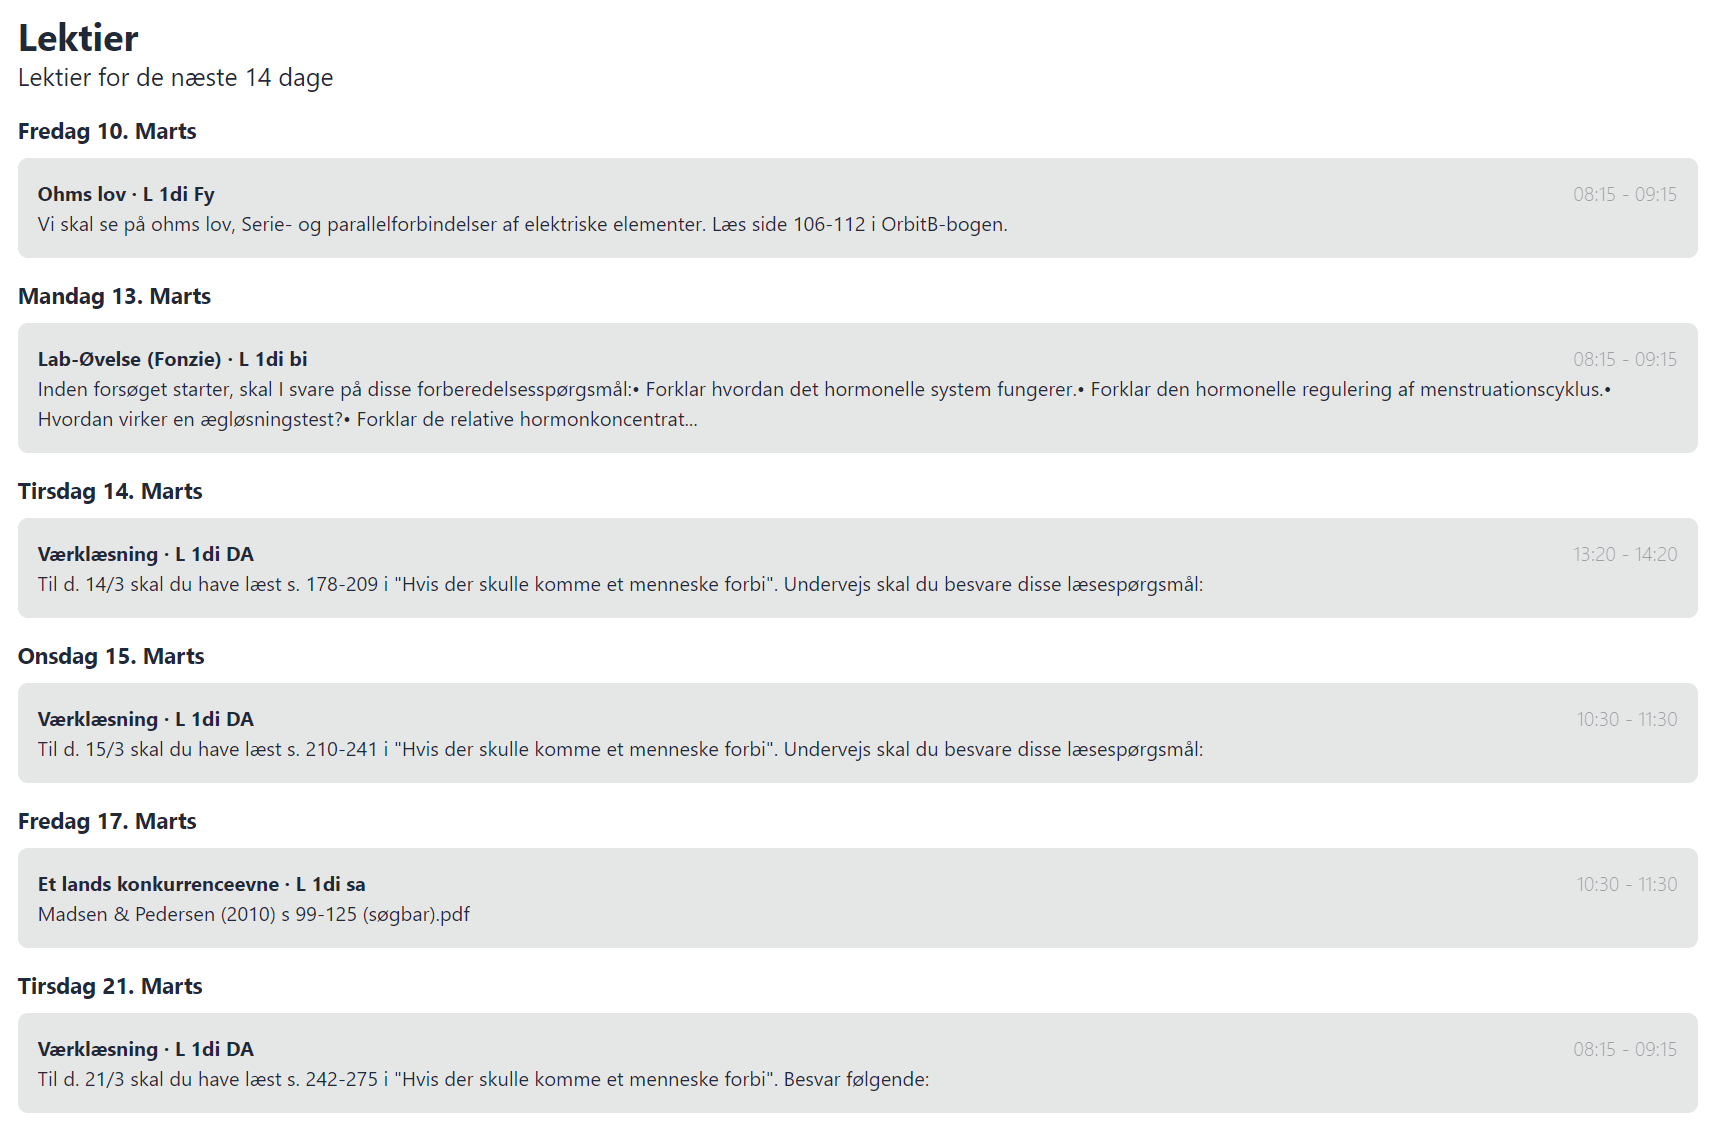 Lektier
Lektier for de næste 14 dage
Fredag 10. Marts
Ohms lov · L 1di Fy
08:15 - 09:15
Vi skal se på ohms lov, Serie- og parallelforbindelser af elektriske elementer. Læs side 106-112 i OrbitB-bogen.
Mandag 13. Marts
Lab-Øvelse (Fonzie) · L 1di bi
08:15 - 09:15
Inden forsøget starter, skal I svare på disse forberedelsesspørgsmål:• Forklar hvordan det hormonelle system fungerer.• Forklar den hormonelle regulering af menstruationscyklus.•
Hvordan virker en ægløsningstest?• Forklar de relative hormonkoncentrat...
Tirsdag 14. Marts
Værklæsning · L 1di DA
13:20 - 14:20
Til d. 14/3 skal du have læst s. 178-209 i "Hvis der skulle komme et menneske forbi". Undervejs skal du besvare disse læsespørgsmål:
Onsdag 15. Marts
Værklæsning · L 1di DA
10:30 - 11:30
Til d. 15/3 skal du have læst s. 210-241 i "Hvis der skulle komme et menneske forbi". Undervejs skal du besvare disse læsespørgsmål:
Fredag 17. Marts
Et lands konkurrenceevne · L 1di sa
10:30 - 11:30
Madsen & Pedersen (2010) s 99-125 (søgbar).pdf
Tirsdag 21. Marts
Værklæsning · L 1di DA
08:15 - 09:15
Til d. 21/3 skal du have læst s. 242-275 i "Hvis der skulle komme et menneske forbi". Besvar følgende: